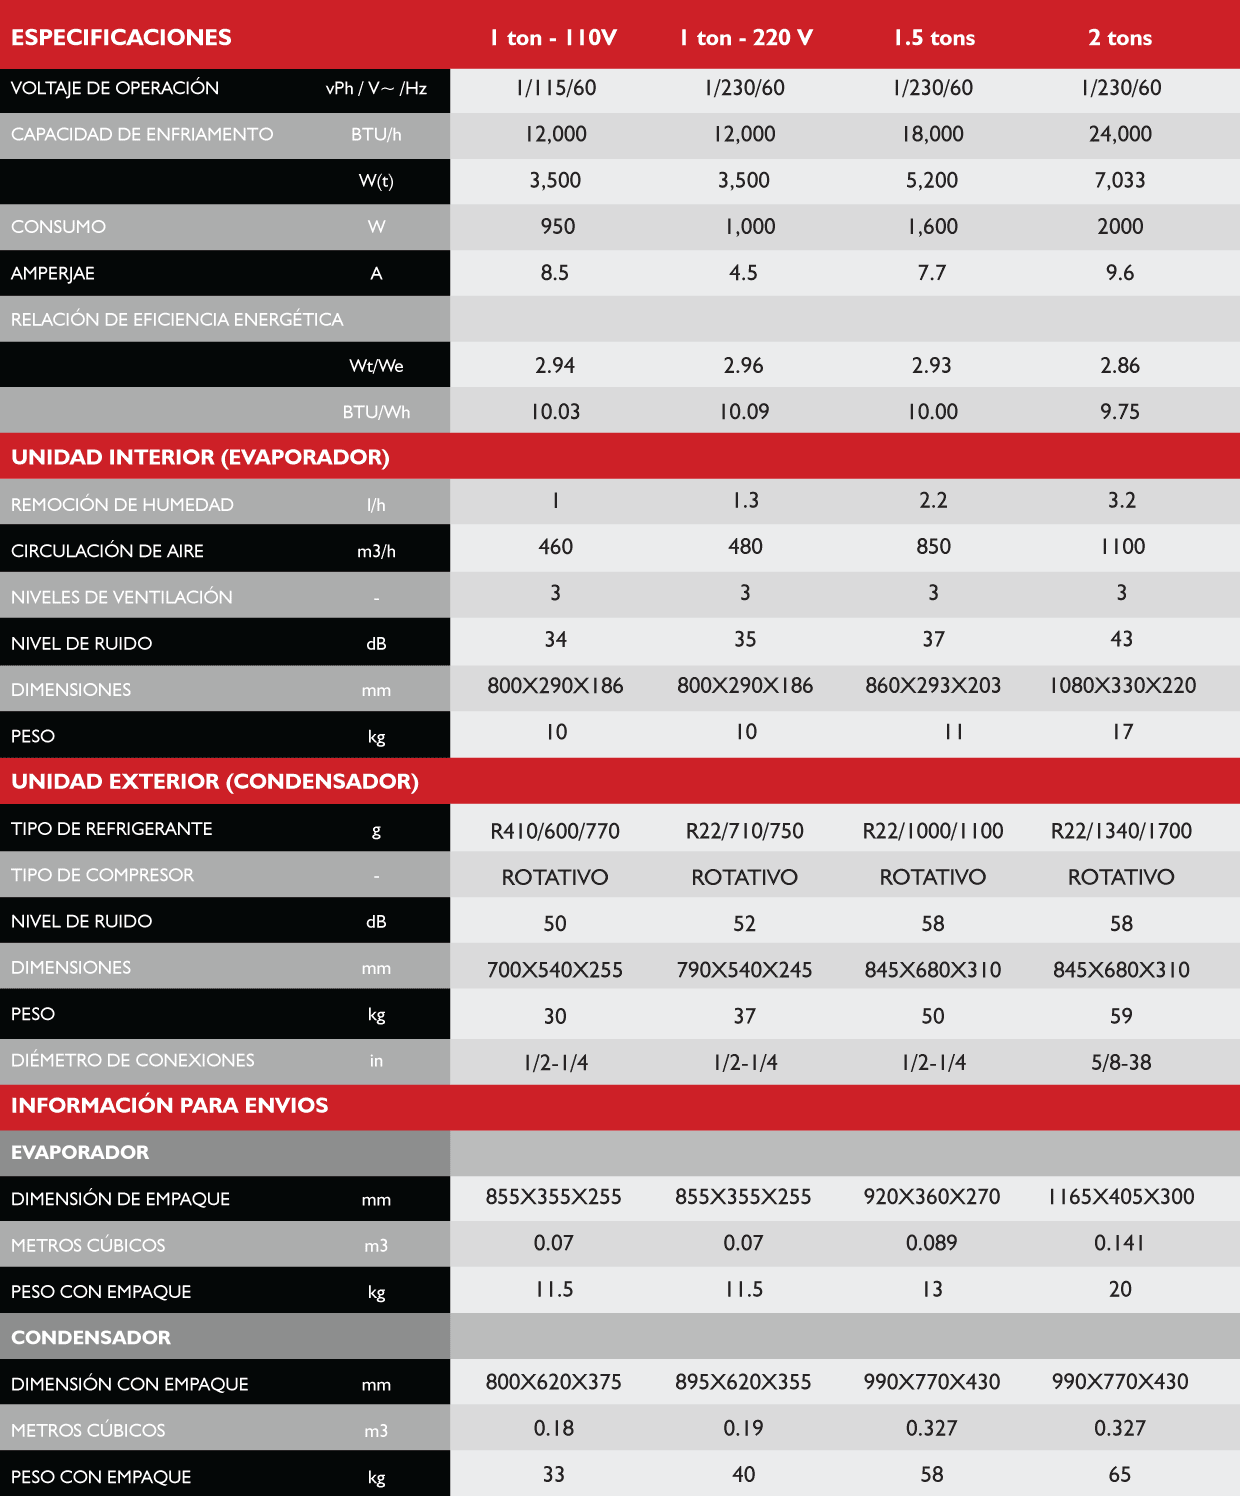 ESPECIFICACIONES 1 ton - 110V 1 ton - 220 V 1.5 tons 2 tons
VOLTAJE DE OPERACIÓN vPh / V~ /Hz 1/115/60 1/230/60 1/230/60 1/230/60
CAPACIDAD DE ENFRIAMENTO BTU/h 12,000 12,000 18,000 24,000
W(t) 3,500 3,500 5,200 7,033
CONSUMO W 950 1,000 1,600 2000
AMPERJAE A 8.5 4.5 7.7 9.6
RELACIÓN DE EFICIENCIA ENERGÉTICA
Wt/We 2.94 2.96 2.93 2.86
BTU/Wh 10.03 10.09 10.00 9.75
UNIDAD INTERIOR (EVAPORADOR)
REMOCIÓN DE HUMEDAD l/h 1 1.3 2.2 3.2
CIRCULACIÓN DE AIRE m3/h 460 480 850 1100
NIVELES DE VENTILACIÓN - 3 3 3 3
NIVEL DE RUIDO dB 34 35 37 43
DIMENSIONES mm 800X290X186 800X290X186 860X293X203 1080X330X220
PESO kg 10 10 11 17
UNIDAD EXTERIOR (CONDENSADOR)
TIPO DE REFRIGERANTE g R410/600/770 R22/710/750 R22/1000/1100 R22/1340/1700
TIPO DE COMPRESOR - ROTATIVO ROTATIVO ROTATIVO ROTATIVO
NIVEL DE RUIDO dB 50 52 58 58
DIMENSIONES mm 700X540X255 790X540X245 845X680X310 845X680X310
PESO kg 30 37 50 59
DIÉMETRO DE CONEXIONES in 1/2-1/4 1/2-1/4 1/2-1/4 5/8-38
INFORMACIÓN PARA ENVIOS
EVAPORADOR
DIMENSIÓN DE EMPAQUE mm 855X355X255 855X355X255 920X360X270 1165X405X300
METROS CÚBICOS m3 0.07 0.07 0.089 0.141
PESO CON EMPAQUE kg 11.5 11.5 13 20
CONDENSADOR
DIMENSIÓN CON EMPAQUE mm 800X620X375 895X620X355 990X770X430 990X770X430
METROS CÚBICOS m3 0.18 0.19 0.327 0.327
PESO CON EMPAQUE kg 33 40 58 65